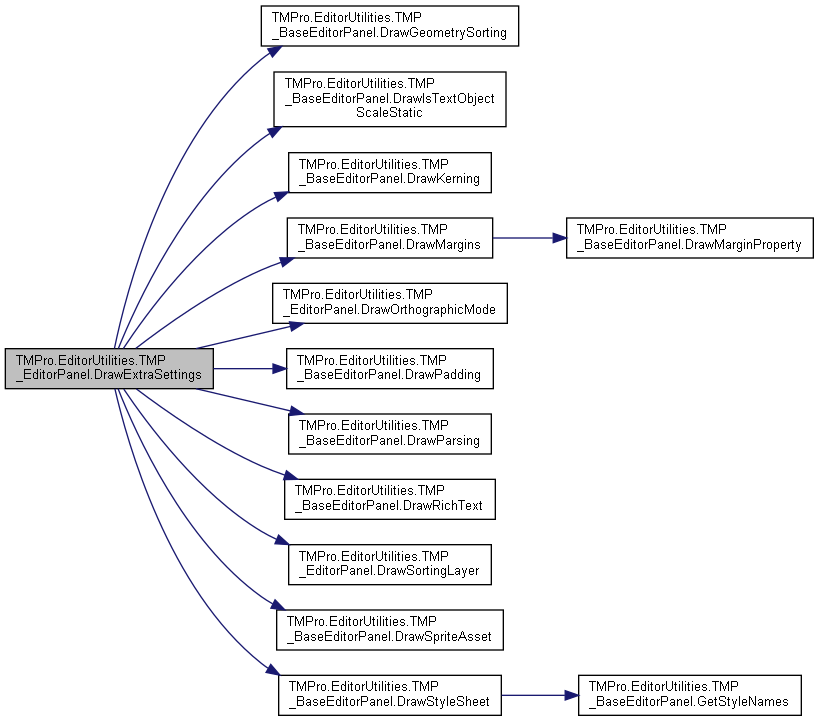 TMPro.EditorUtilities.TMP
_BaseEditorPanel.DrawGeometrySorting
TMPro.EditorUtilities.TMP
_BaseEditorPanel.DrawIsTextObject
ScaleStatic
TMPro.EditorUtilities.TMP
_BaseEditorPanel.DrawKerning
TMPro.EditorUtilities.TMP
_BaseEditorPanel.DrawMargins
TMPro.EditorUtilities.TMP
_BaseEditorPanel.DrawMarginProperty
TMPro.EditorUtilities.TMP
_EditorPanel.DrawOrthographicMode
TMPro.EditorUtilities.TMP
_EditorPanel.DrawExtraSettings
TMPro.EditorUtilities.TMP
_BaseEditorPanel.DrawPadding
TMPro.EditorUtilities.TMP
_BaseEditorPanel.DrawParsing
TMPro.EditorUtilities.TMP
_BaseEditorPanel.DrawRichText
TMPro.EditorUtilities.TMP
_EditorPanel.DrawSortingLayer
TMPro.EditorUtilities.TMP
_BaseEditorPanel.DrawSpriteAsset
TMPro.EditorUtilities.TMP
_BaseEditorPanel.DrawStyleSheet
TMPro.EditorUtilities.TMP
_BaseEditorPanel.GetStyleNames